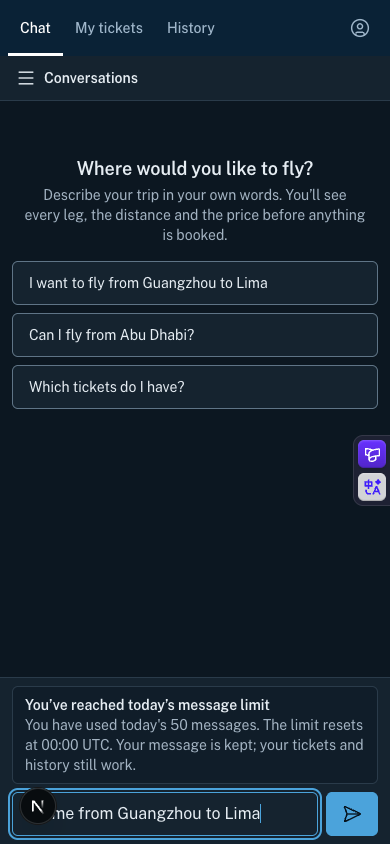 Chat My tickets History
Conversations
Where would you like to fly?
Describe your trip in your own words. You’ll see
every leg, the distance and the price before anything
is booked.
I want to fly from Guangzhou to Lima
Can I fly from Abu Dhabi?
Which tickets do I have?
中A
You’ve reached today’s message limit
You have used today's 50 messages. The limit resets
at 00:00 UTC. Your message is kept; your tickets and
history still work.
N
me from Guangzhou to Lima